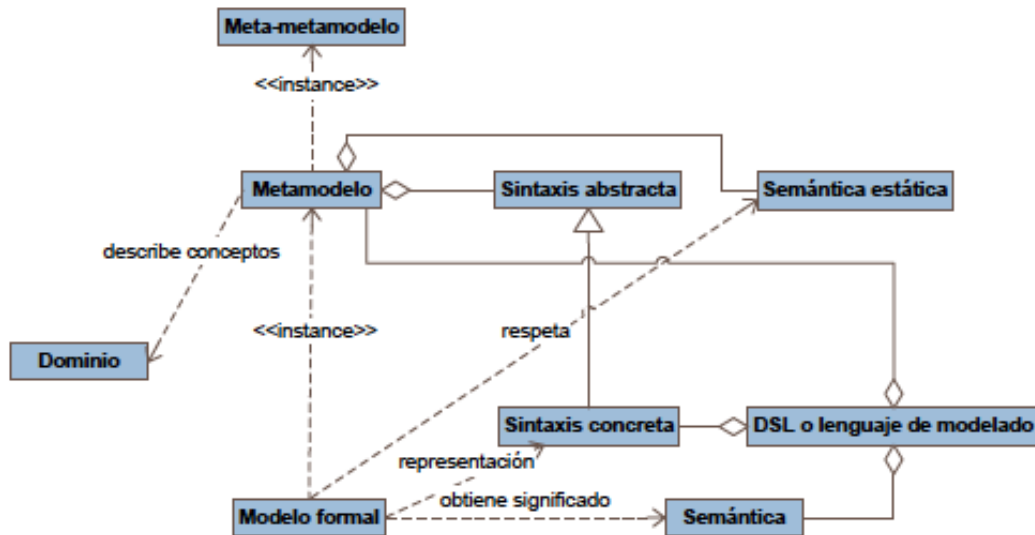 Meta-metamodelo
<<instance>>
Metamodelo
Sintaxis abstracta
Semántica estática
describe conceptos
<<instance>>
respeta
Dominio
Sintaxis concreta
DSL o lenguaje de modelado
representación
obtiene significado
Modelo formal
Semántica